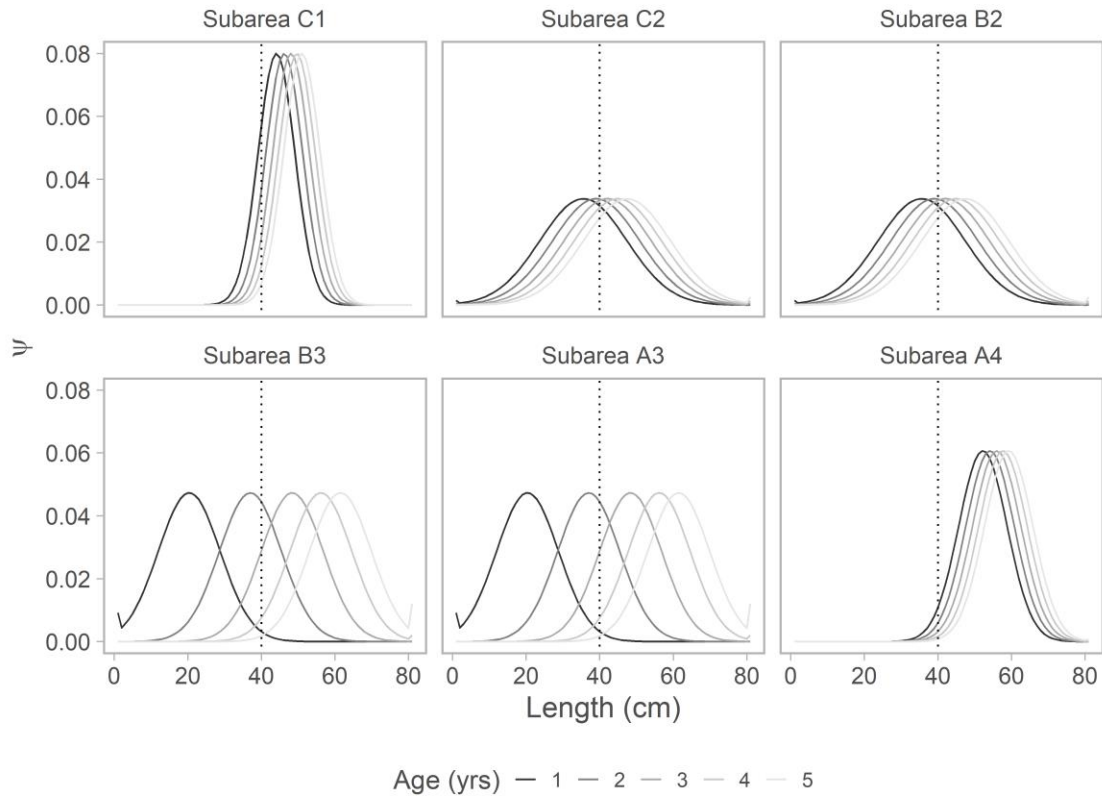 Subarea C1 Subarea C2 Subarea B2
0.08
0.06
0.04
0.02
0.00
ψ
Subarea B3 Subarea A3 Subarea A4
0.08
0.06
0.04
0.02
0.00
0 20 40 60 80 0 20 40 60 80 0 20 40 60 80
Length (cm)
Age (yrs) 1 2 3 4 5